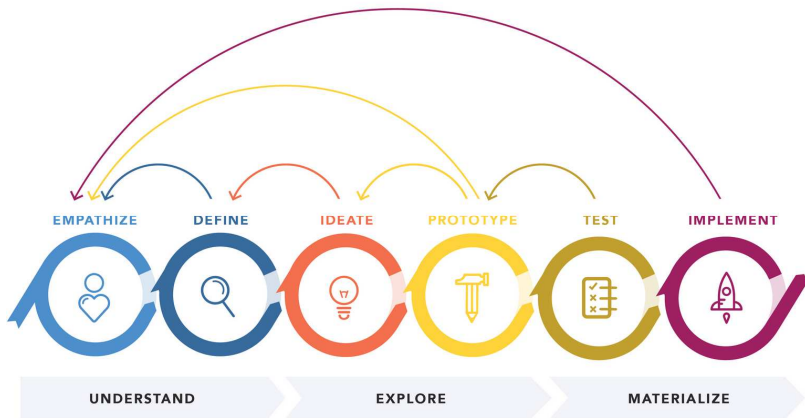 EMPATHIZE DEFINE IDEATE PROTOTYPE TEST IMPLEMENT
UNDERSTAND EXPLORE MATERIALIZE